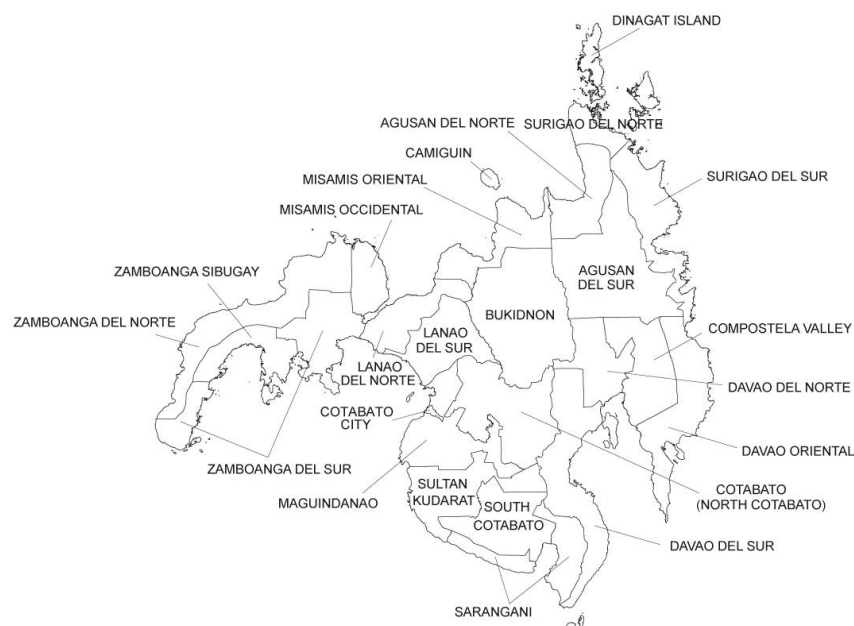 DINAGAT ISLAND
AGUSAN DEL NORTE
SURIGAO DEL NORTE
CAMIGUIN
MISAMIS ORIENTAL
SURIGAO DEL SUR
MISAMIS OCCIDENTAL
ZAMBOANGA SIBUGAY
AGUSAN
DEL SUR
ZAMBOANGA DEL NORTE
BUKIDNON
COMPOSTELA VALLEY
LANAO
DEL SUR
LANAO
DEL NORTE
DAVAO DEL NORTE
COTABATO
CITY
DAVAO ORIENTAL
ZAMBOANGA DEL SUR
MAGUINDANAO
SULTAN
KUDARAT
COTABATO
(NORTH COTABATO)
SOUTH
COTABATO
DAVAO DEL SUR
SARANGANI